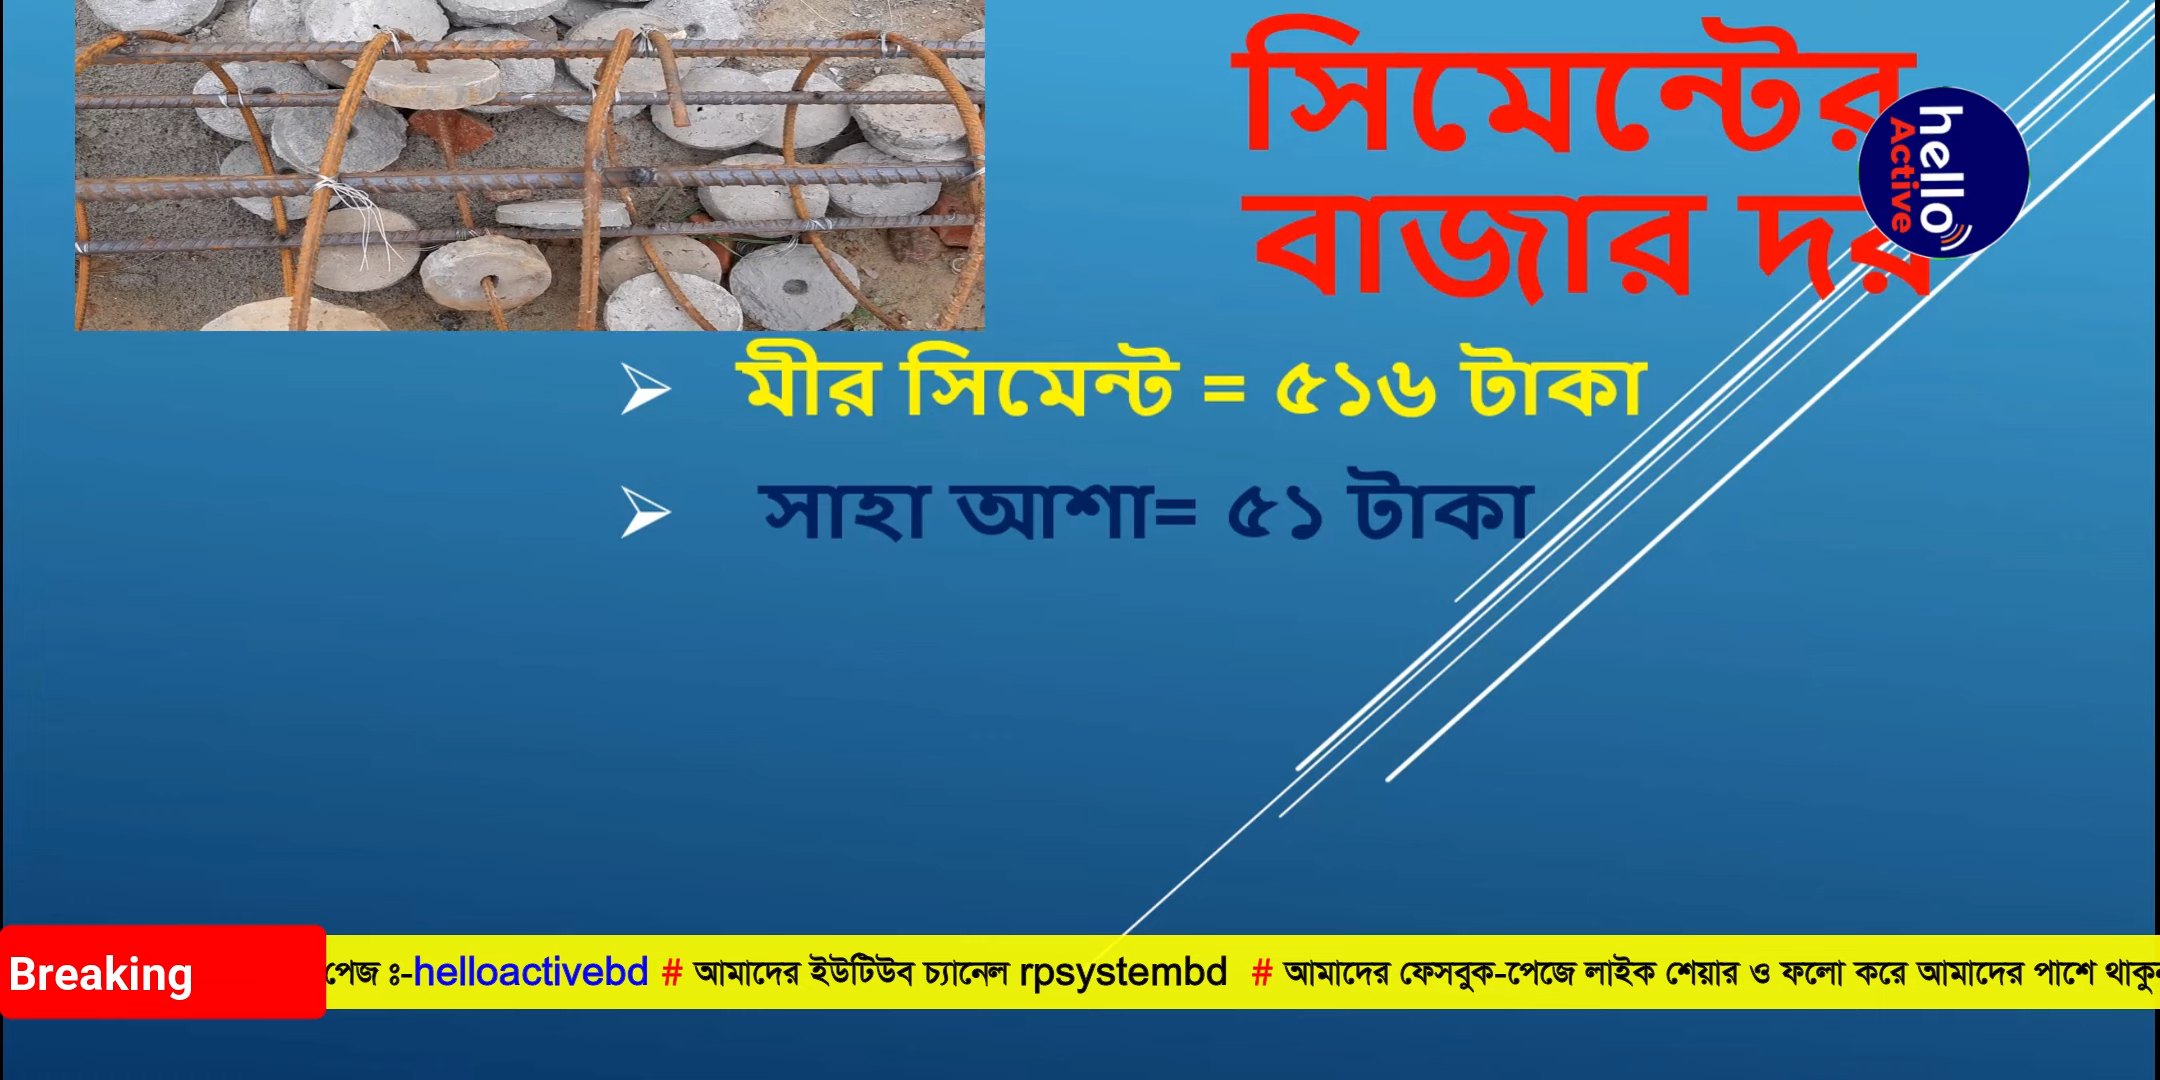 সিমেন্টের
বাজার দর
hello
Active
মীর সিমেন্ট = ৫১৬ টাকা
সাহা আশা= ৫১ টাকা
Breaking
পেজ ঃ-helloactivebd # আমাদের ইউটিউব চ্যানেল rpsystembd # আমাদের ফেসবুক-পেজে লাইক শেয়ার ও ফলো করে আমাদের পাশে